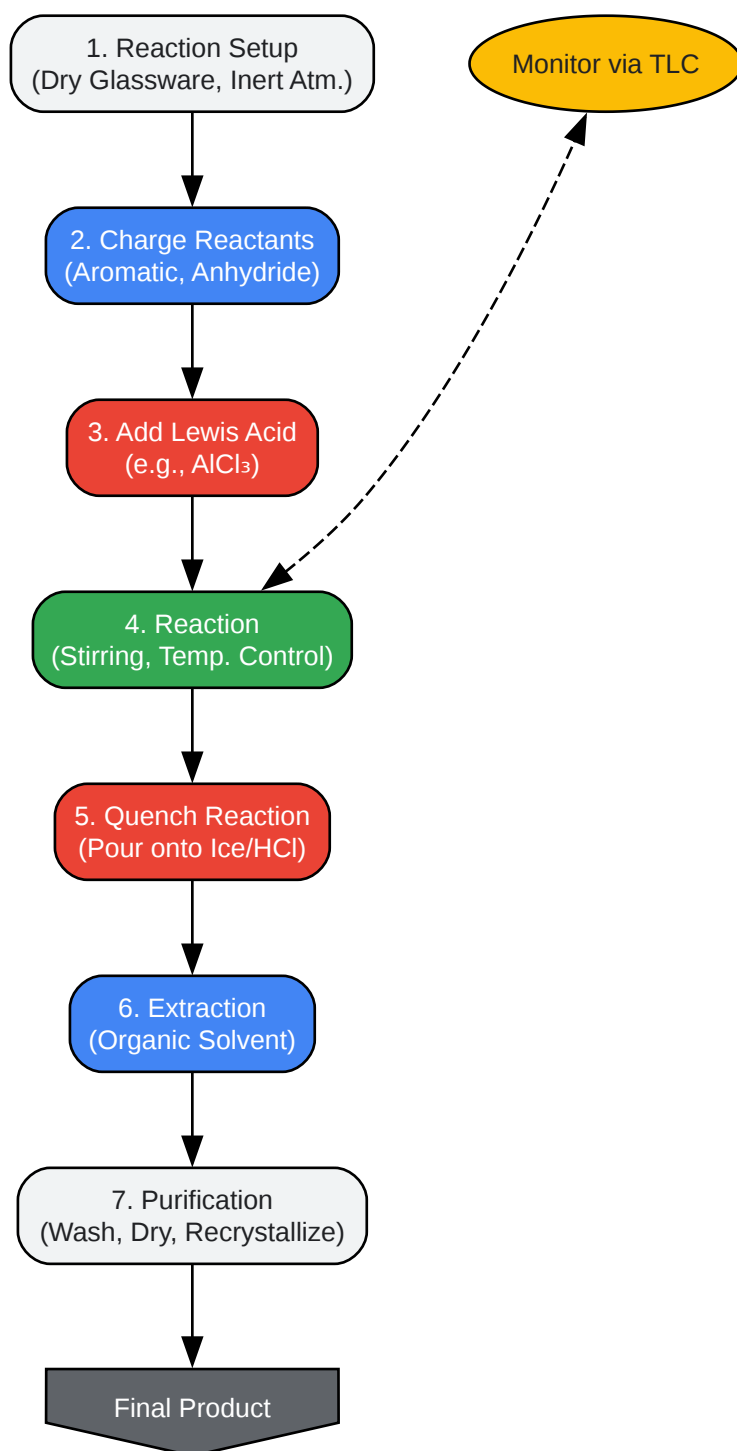 1. Reaction Setup
(Dry Glassware, Inert Atm.)
Monitor via TLC
2. Charge Reactants
(Aromatic, Anhydride)
3. Add Lewis Acid
(e.g., AlCl₃)
4. Reaction
(Stirring, Temp. Control)
5. Quench Reaction
(Pour onto Ice/HCl)
6. Extraction
(Organic Solvent)
7. Purification
(Wash, Dry, Recrystallize)
Final Product